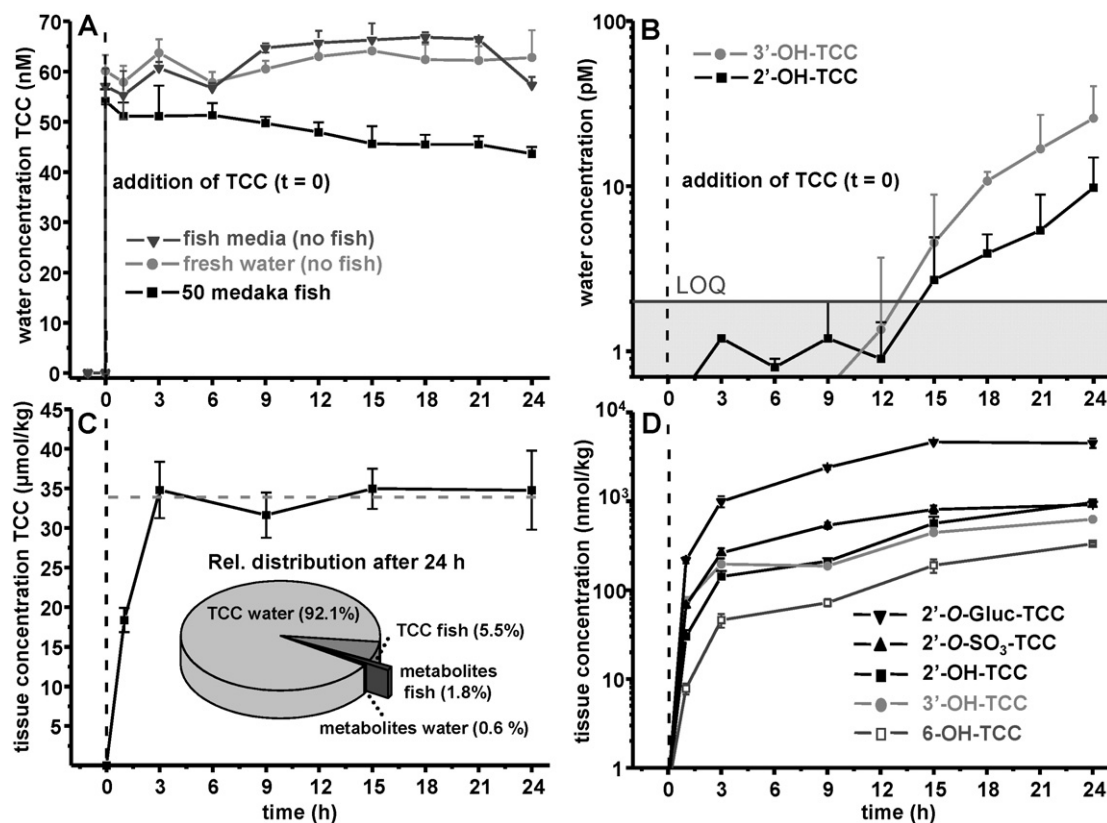 A
water concentration TCC (nM)
70
60
50
40
30
20
10
0
addition of TCC (t = 0)
fish media (no fish)
fresh water (no fish)
50 medaka fish
0 3 6 9 12 15 18 21 24
B
water concentration (pM)
100
10
1
3'-OH-TCC
2'-OH-TCC
addition of TCC (t = 0)
LOQ
0 3 6 9 12 15 18 21 24
C
tissue concentration TCC (µmol/kg)
45
40
35
30
25
20
15
10
5
Rel. distribution after 24 h
TCC water (92.1%)
TCC fish (5.5%)
metabolites
fish (1.8%)
metabolites water (0.6 %)
0 3 6 9 12 15 18 21 24
time (h)
D
tissue concentration (nmol/kg)
10⁴
10³
100
10
1
2'-O-Gluc-TCC
2'-O-SO₃-TCC
2'-OH-TCC
3'-OH-TCC
6-OH-TCC
0 3 6 9 12 15 18 21 24
time (h)